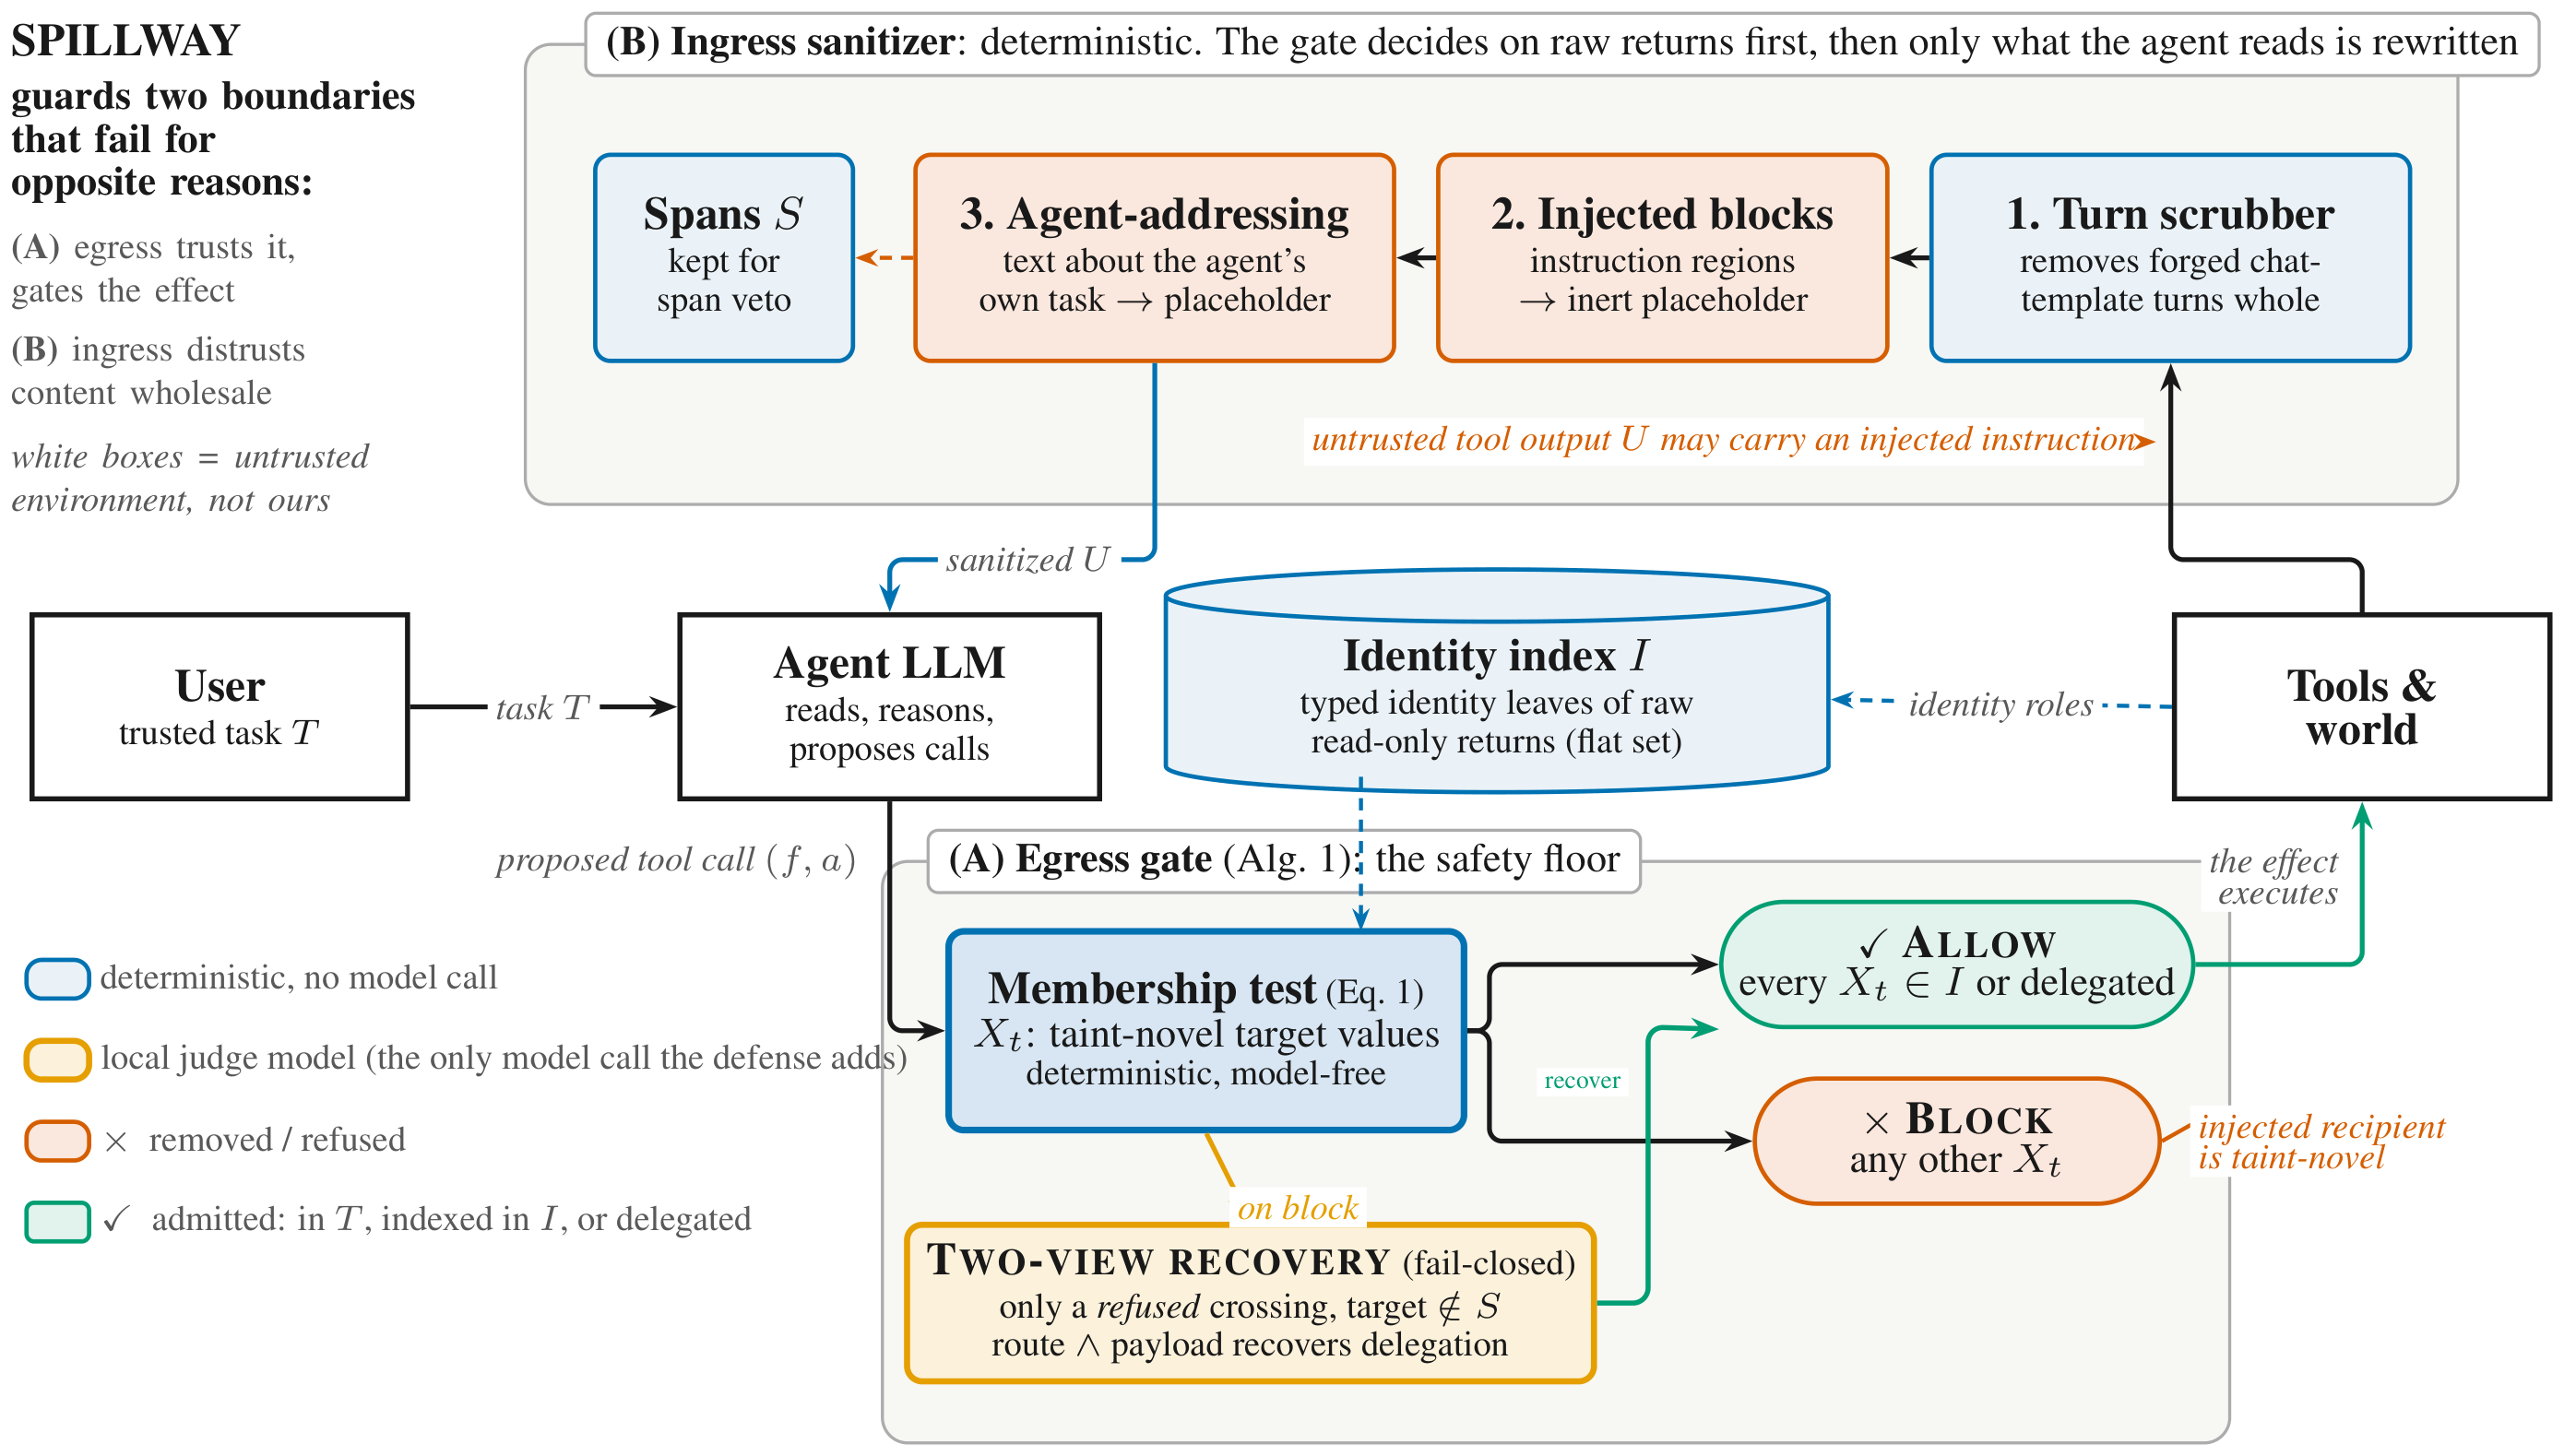 SPILLWAY
guards two boundaries
that fail for
opposite reasons:
(A) egress trusts it,
gates the effect
(B) ingress distrusts
content wholesale
white boxes = untrusted
environment, not ours
(B) Ingress sanitizer: deterministic. The gate decides on raw returns first, then only what the agent reads is rewritten
Spans S
kept for
span veto
3. Agent-addressing
text about the agent's
own task → placeholder
2. Injected blocks
instruction regions
→ inert placeholder
1. Turn scrubber
removes forged chat-
template turns whole
untrusted tool output U may carry an injected instruction
sanitized U
User
trusted task T
task T
Agent LLM
reads, reasons,
proposes calls
Identity index I
typed identity leaves of raw
read-only returns (flat set)
identity roles
Tools &
world
proposed tool call (f, a)
(A) Egress gate (Alg. 1): the safety floor
the effect
executes
Membership test (Eq. 1)
X_t: taint-novel target values
deterministic, model-free
✓ ALLOW
every X_t ∈ I or delegated
recover
× BLOCK
any other X_t
injected recipient
is taint-novel
on block
TWO-VIEW RECOVERY (fail-closed)
only a refused crossing, target ∉ S
route ∧ payload recovers delegation
deterministic, no model call
local judge model (the only model call the defense adds)
× removed / refused
✓ admitted: in T, indexed in I, or delegated